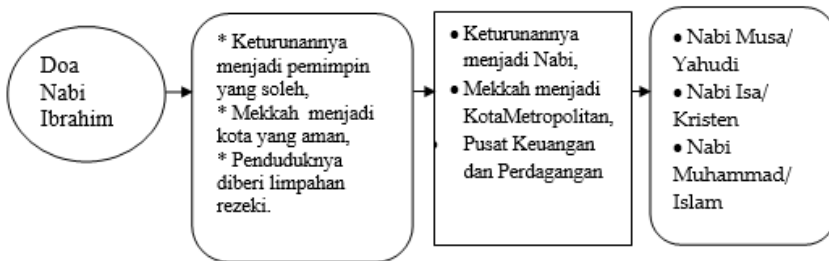 Doa
Nabi
Ibrahim
* Keturunannya
menjadi pemimpin
yang soleh,
* Mekkah menjadi
kota yang aman,
* Penduduknya
diberi limpahan
rezeki.
• Keturunannya
menjadi Nabi,
• Mekkah menjadi
KotaMetropolitan,
Pusat Keuangan
dan Perdagangan
• Nabi Musa/
Yahudi
• Nabi Isa/
Kristen
• Nabi
Muhammad/
Islam